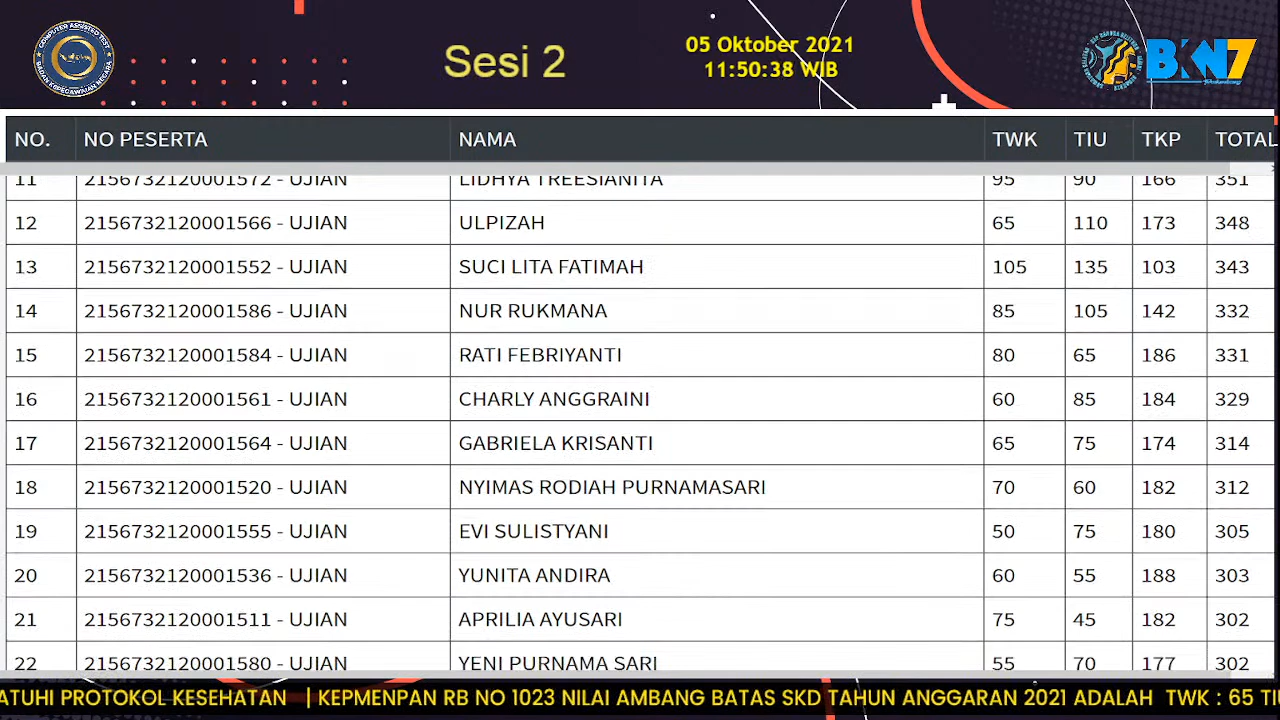 COMPUTER ASSISTED TEST
BADAN KEPEGAWAIAN NEGARA
Sesi 2
05 Oktober 2021
11:50:38 WIB
BKN7
NO. NO PESERTA NAMA TWK TIU TKP TOTAL
11 2156732120001572 - UJIAN LIDHYA TREESIANITA 95 90 166 351
12 2156732120001566 - UJIAN ULPIZAH 65 110 173 348
13 2156732120001552 - UJIAN SUCI LITA FATIMAH 105 135 103 343
14 2156732120001586 - UJIAN NUR RUKMANA 85 105 142 332
15 2156732120001584 - UJIAN RATI FEBRIYANTI 80 65 186 331
16 2156732120001561 - UJIAN CHARLY ANGGRAINI 60 85 184 329
17 2156732120001564 - UJIAN GABRIELA KRISANTI 65 75 174 314
18 2156732120001520 - UJIAN NYIMAS RODIAH PURNAMASARI 70 60 182 312
19 2156732120001555 - UJIAN EVI SULISTYANI 50 75 180 305
20 2156732120001536 - UJIAN YUNITA ANDIRA 60 55 188 303
21 2156732120001511 - UJIAN APRILIA AYUSARI 75 45 182 302
22 2156732120001580 - UJIAN YENI PURNAMA SARI 55 70 177 302
ATUHI PROTOKOL KESEHATAN | KEPMENPAN RB NO 1023 NILAI AMBANG BATAS SKD TAHUN ANGGARAN 2021 ADALAH TWK : 65 TI